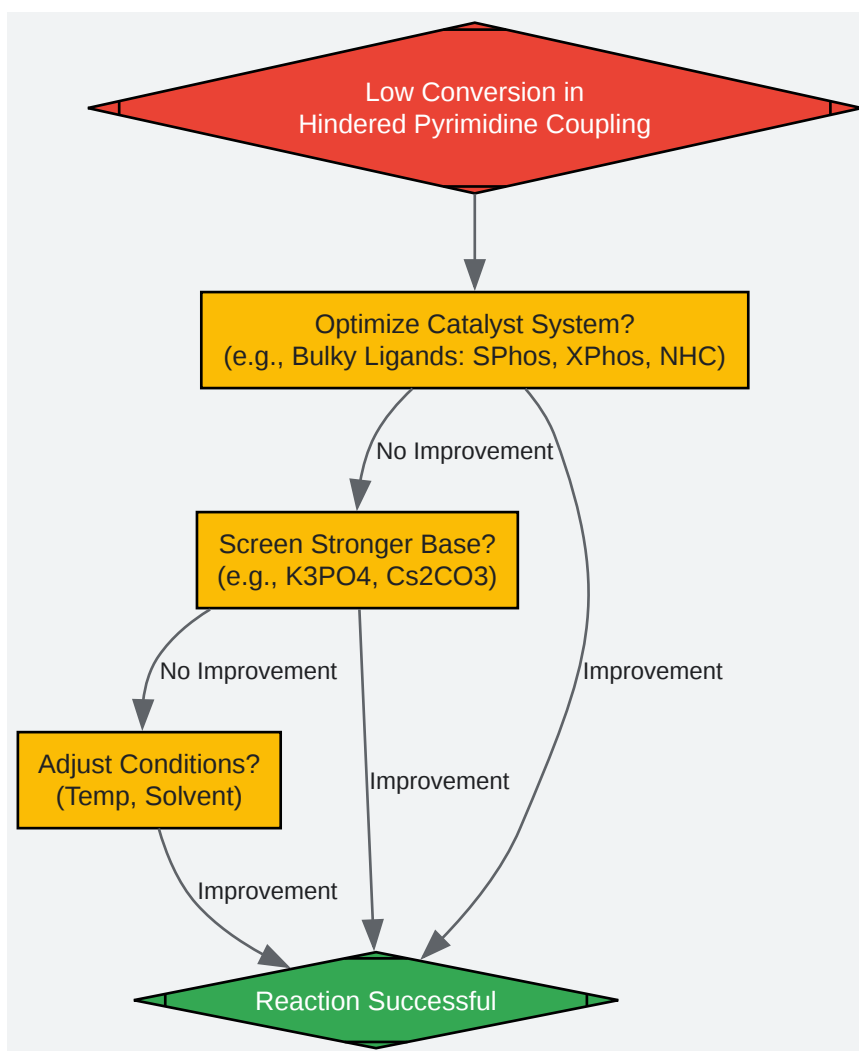 Low Conversion in
Hindered Pyrimidine Coupling
Optimize Catalyst System?
(e.g., Bulky Ligands: SPhos, XPhos, NHC)
No Improvement
Screen Stronger Base?
(e.g., K3PO4, Cs2CO3)
No Improvement
Improvement
Adjust Conditions?
(Temp, Solvent)
Improvement
Improvement
Reaction Successful